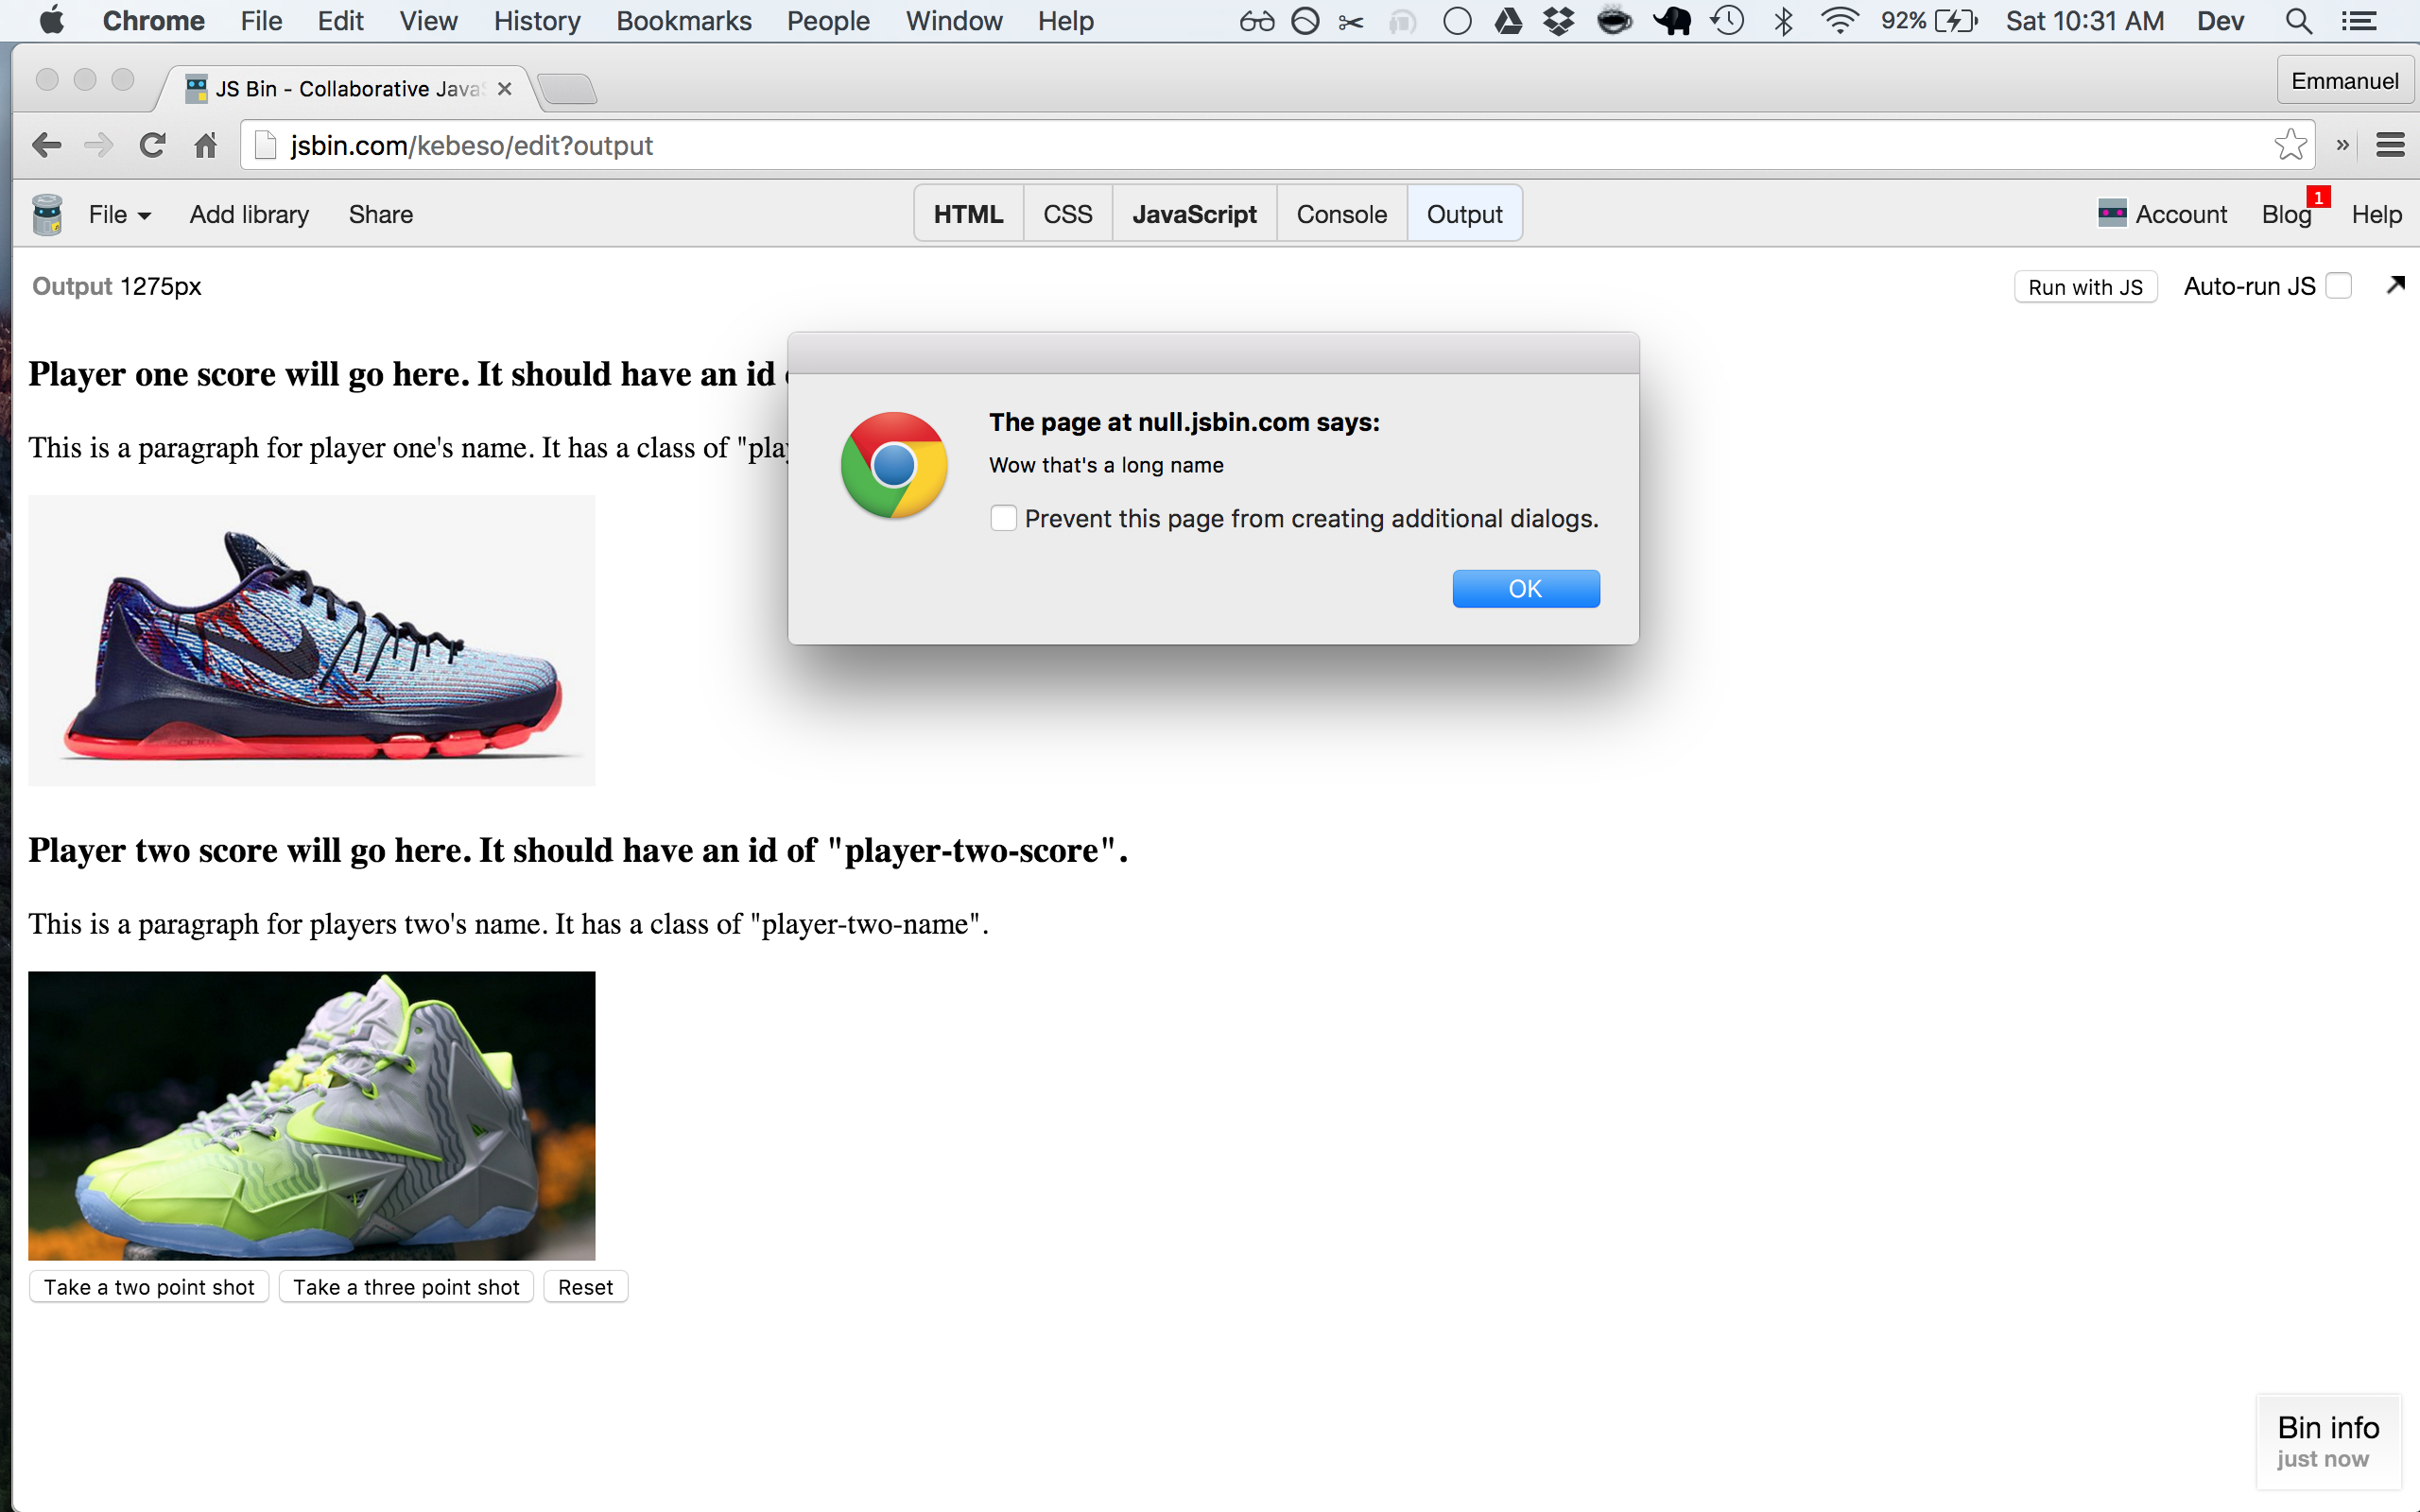 Chrome File Edit View History Bookmarks People Window Help 92% Sat 10:31 AM Dev
JS Bin - Collaborative Java Emmanuel
jsbin.com/kebeso/edit?output
File Add library Share HTML CSS JavaScript Console Output Account Blog 1 Help
Output 1275px Run with JS Auto-run JS
Player one score will go here. It should have an id
This is a paragraph for player one's name. It has a class of "play
The page at null.jsbin.com says:
Wow that's a long name
Prevent this page from creating additional dialogs.
OK
Player two score will go here. It should have an id of "player-two-score".
This is a paragraph for players two's name. It has a class of "player-two-name".
Take a two point shot Take a three point shot Reset
Bin info
just now